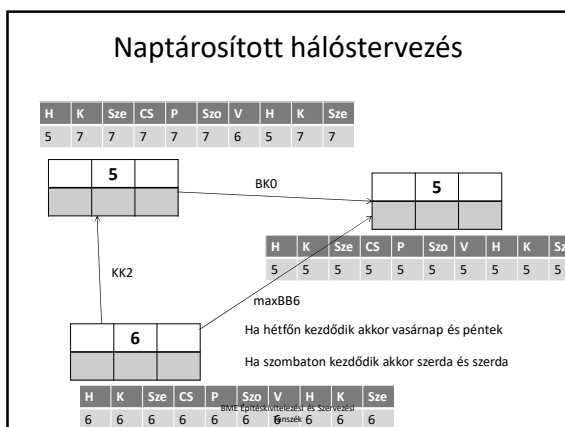 Naptárosított hálóstervezés
H K Sze CS P Szo V H K Sze
5 7 7 7 7 7 6 5 7 7
5
BK0
5
H K Sze CS P Szo V H K
5 5 5 5 5 5 5 5 5 5
KK2
maxBB6
6
Ha hétfőn kezdődik akkor vasárnap és péntek
Ha szombaton kezdődik akkor szerda és szerda
H K Sze CS P Szo V H K Sze
BME Építéskivitelezési és Szervezési
6 6 6 6 6 6 6 6 6 6
Tanszék